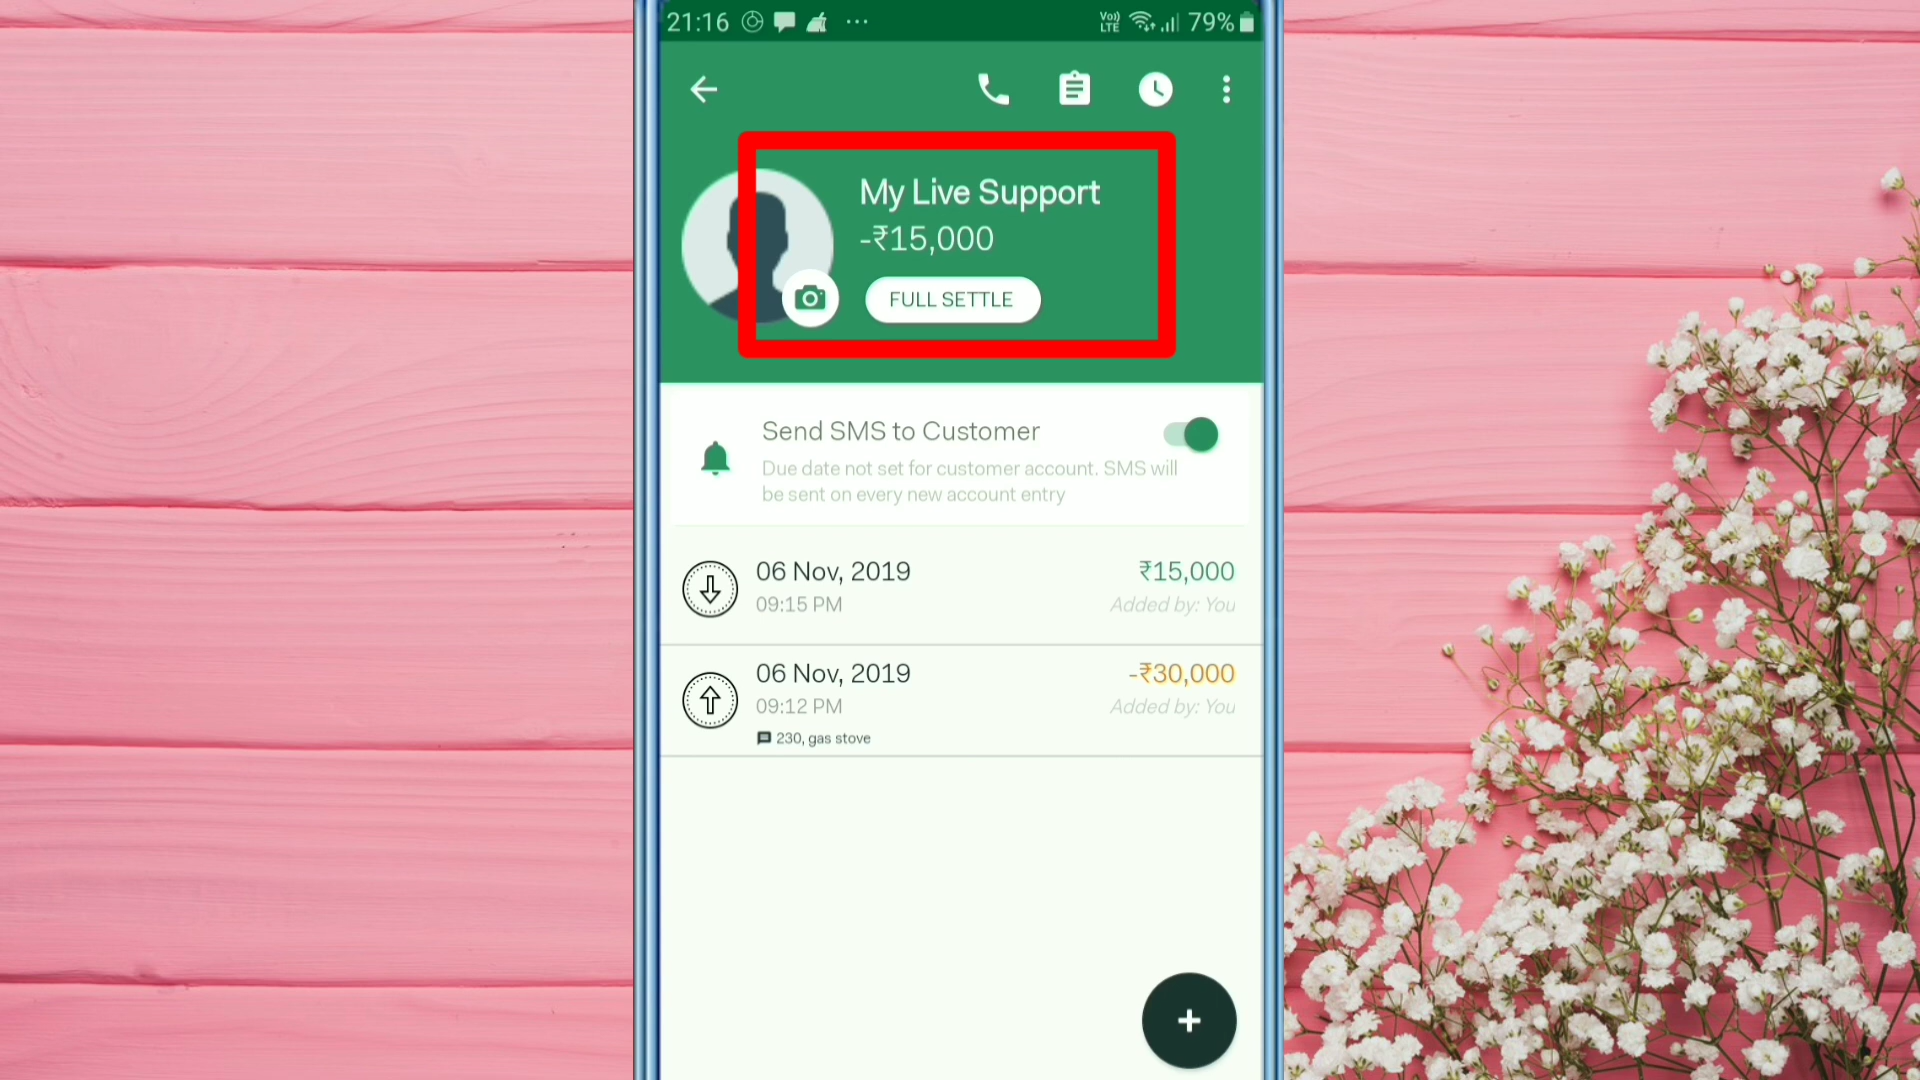 21:16 ... Vo)) LTE 79%
My Live Support
-₹15,000
FULL SETTLE
Send SMS to Customer
Due date not set for customer account. SMS will
be sent on every new account entry
06 Nov, 2019 ₹15,000
09:15 PM Added by: You
06 Nov, 2019 -₹30,000
09:12 PM Added by: You
230, gas stove
+